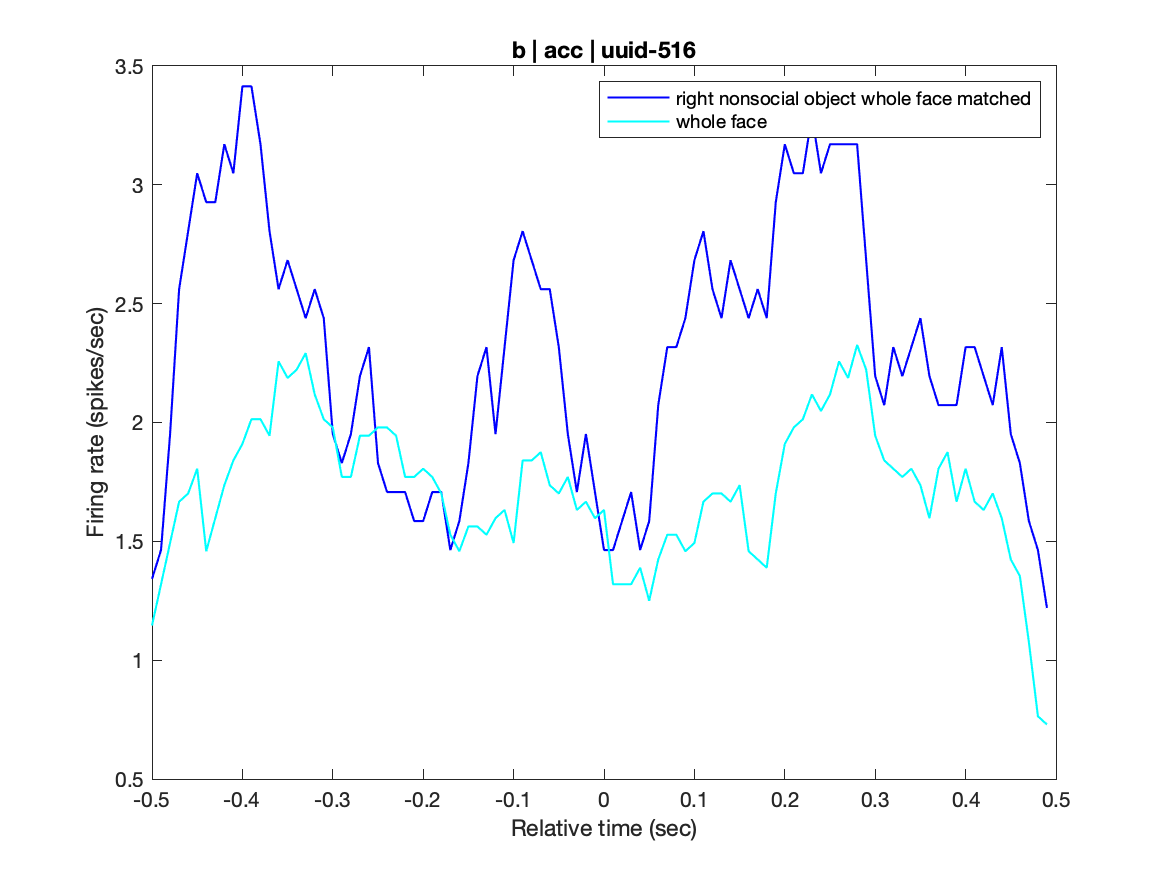 b | acc | uuid-516
right nonsocial object whole face matched
whole face
Firing rate (spikes/sec)
3.5
3
2.5
2
1.5
1
0.5
-0.5 -0.4 -0.3 -0.2 -0.1 0 0.1 0.2 0.3 0.4 0.5
Relative time (sec)